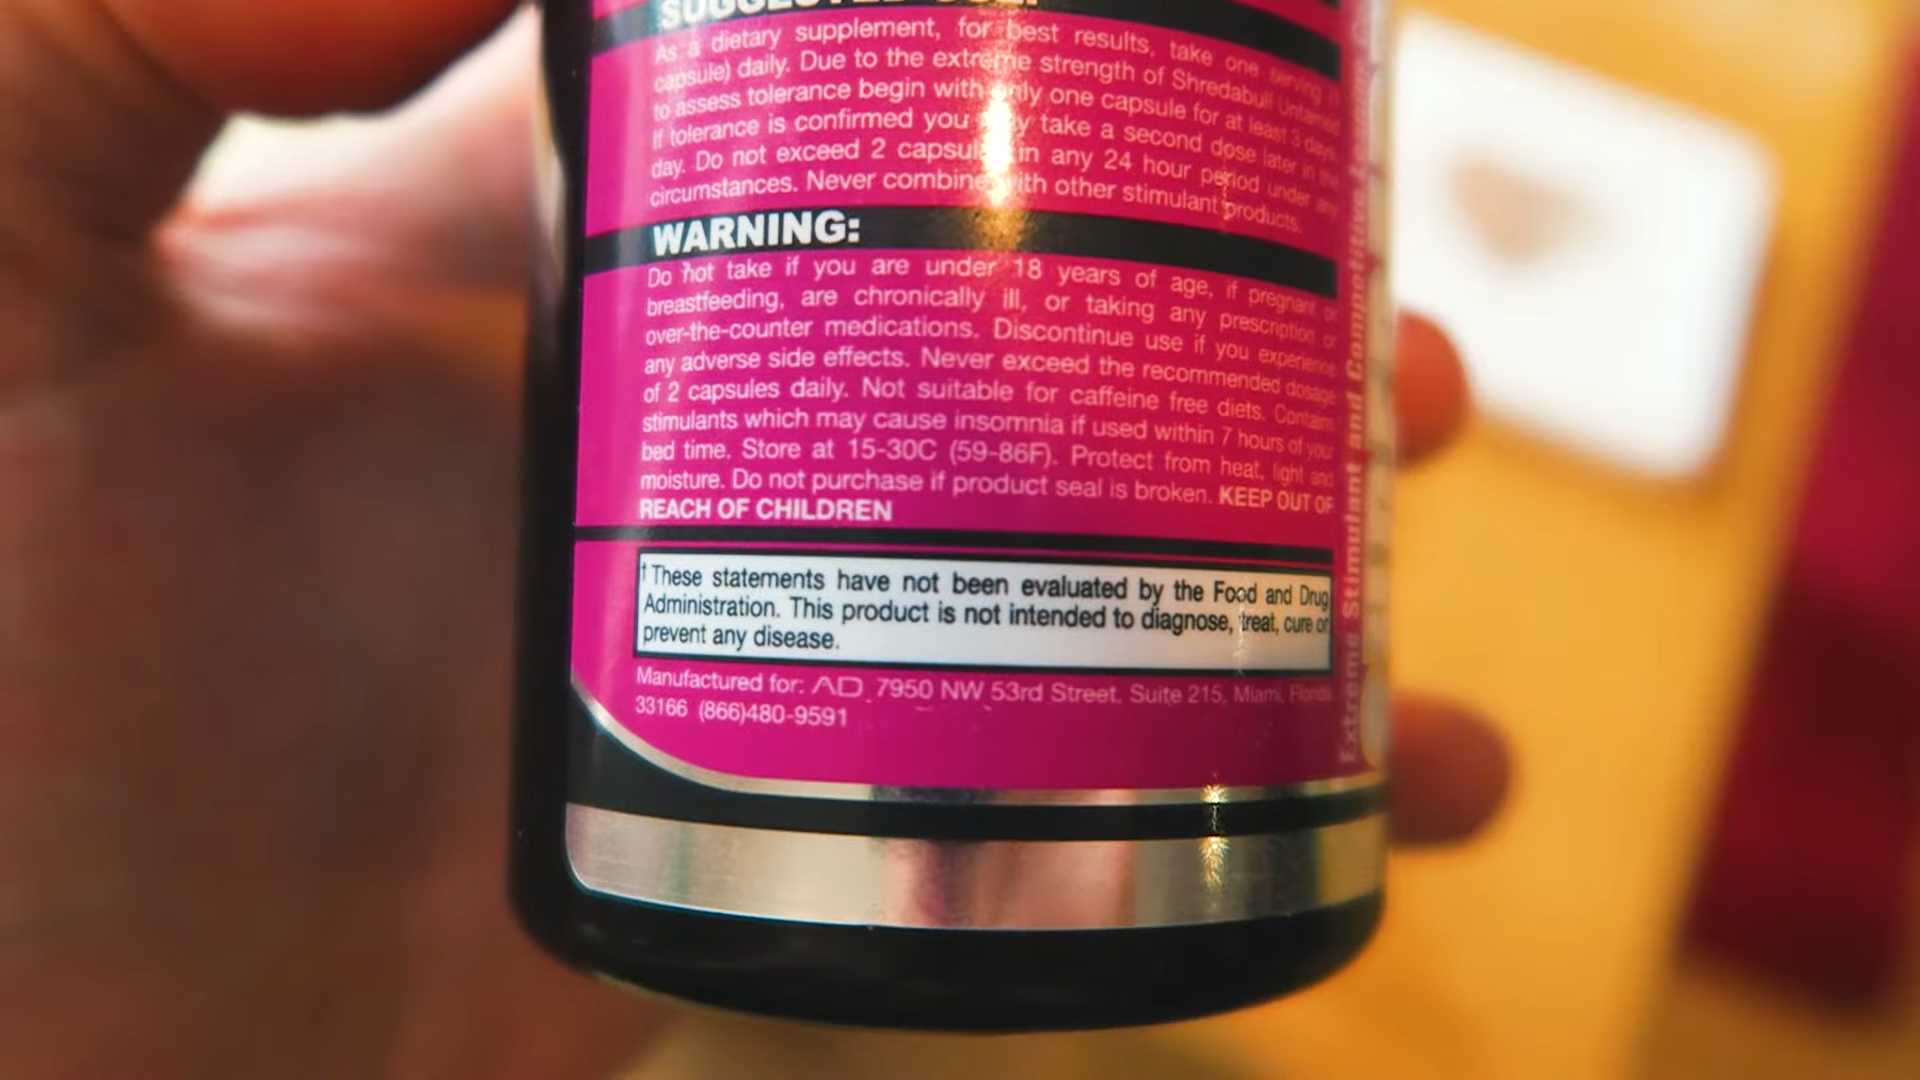 SUGGESTED USE:
As a dietary supplement, for best results, take one serving (1
capsule) daily. Due to the extreme strength of Shredabull Untamed
to assess tolerance begin with only one capsule for at least 3 days.
If tolerance is confirmed you may take a second dose later in the
day. Do not exceed 2 capsules in any 24 hour period under any
circumstances. Never combine with other stimulant products.
WARNING:
Do not take if you are under 18 years of age, if pregnant or
breastfeeding, are chronically ill, or taking any prescription or
over-the-counter medications. Discontinue use if you experience
any adverse side effects. Never exceed the recommended dosage
of 2 capsules daily. Not suitable for caffeine free diets. Contains
stimulants which may cause insomnia if used within 7 hours of your
bed time. Store at 15-30C (59-86F). Protect from heat, light and
moisture. Do not purchase if product seal is broken. KEEP OUT OF
REACH OF CHILDREN
† These statements have not been evaluated by the Food and Drug
Administration. This product is not intended to diagnose, treat, cure or
prevent any disease.
Manufactured for: AD 7950 NW 53rd Street, Suite 215, Miami, Florida
33166 (866)480-9591
Extreme Stimulant and Competitive